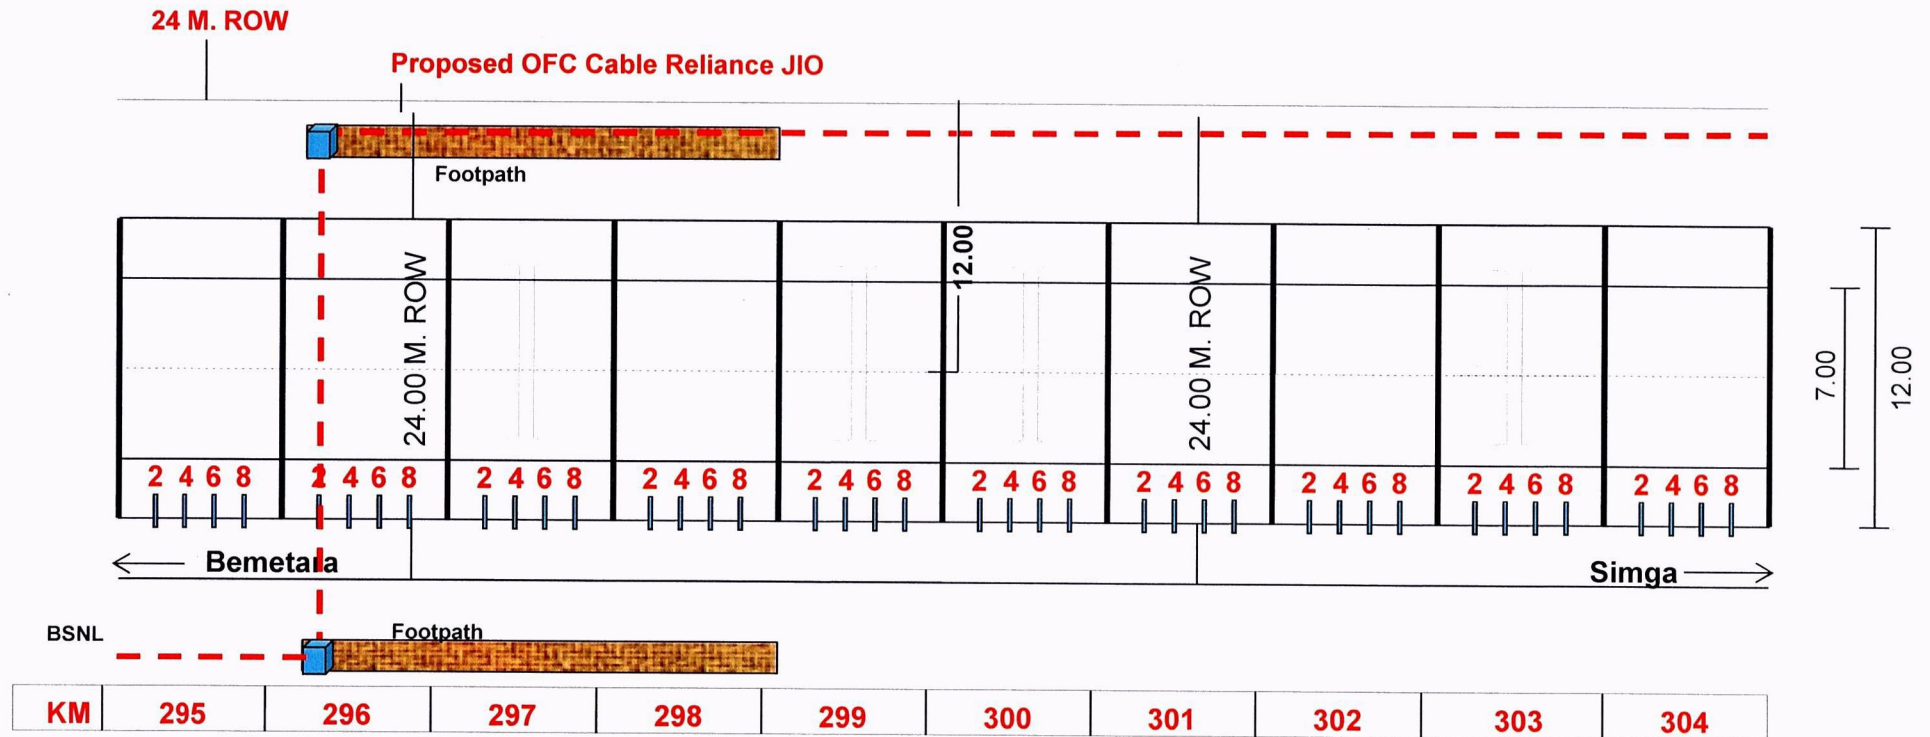 24 M. ROW
Proposed OFC Cable Reliance JIO
Footpath
12.00
24.00 M. ROW
24.00 M. ROW
7.00
12.00
2 4 6 8 2 4 6 8 2 4 6 8 2 4 6 8 2 4 6 8 2 4 6 8 2 4 6 8 2 4 6 8 2 4 6 8 2 4 6 8
Bemetara
Simga
BSNL
Footpath
KM 295 296 297 298 299 300 301 302 303 304